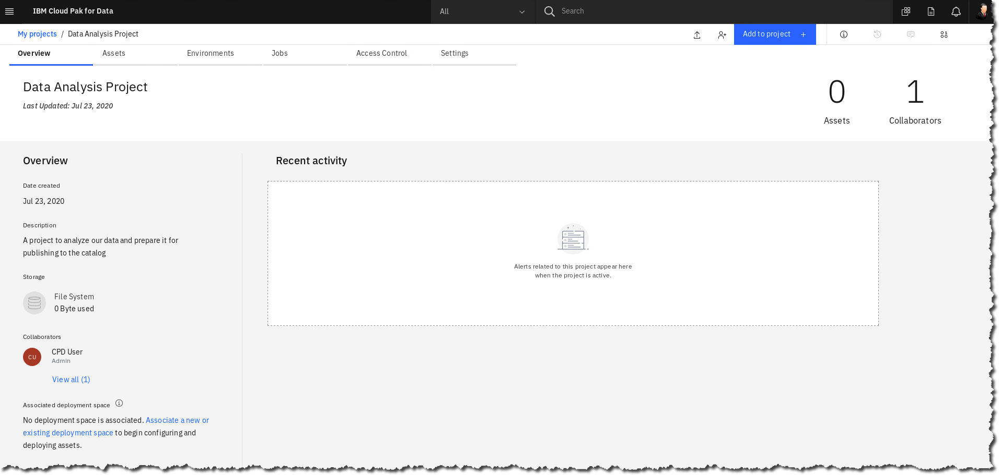 IBM Cloud Pak for Data
All
Search
My projects / Data Analysis Project
Add to project +
Overview
Assets
Environments
Jobs
Access Control
Settings
Data Analysis Project
Last Updated: Jul 23, 2020
0
Assets
1
Collaborators
Overview
Date created
Jul 23, 2020
Description
A project to analyze our data and prepare it for
publishing to the catalog
Storage
File System
0 Byte used
Collaborators
CU
CPD User
Admin
View all (1)
Associated deployment space
No deployment space is associated. Associate a new or
existing deployment space to begin configuring and
deploying assets.
Recent activity
Alerts related to this project appear here
when the project is active.